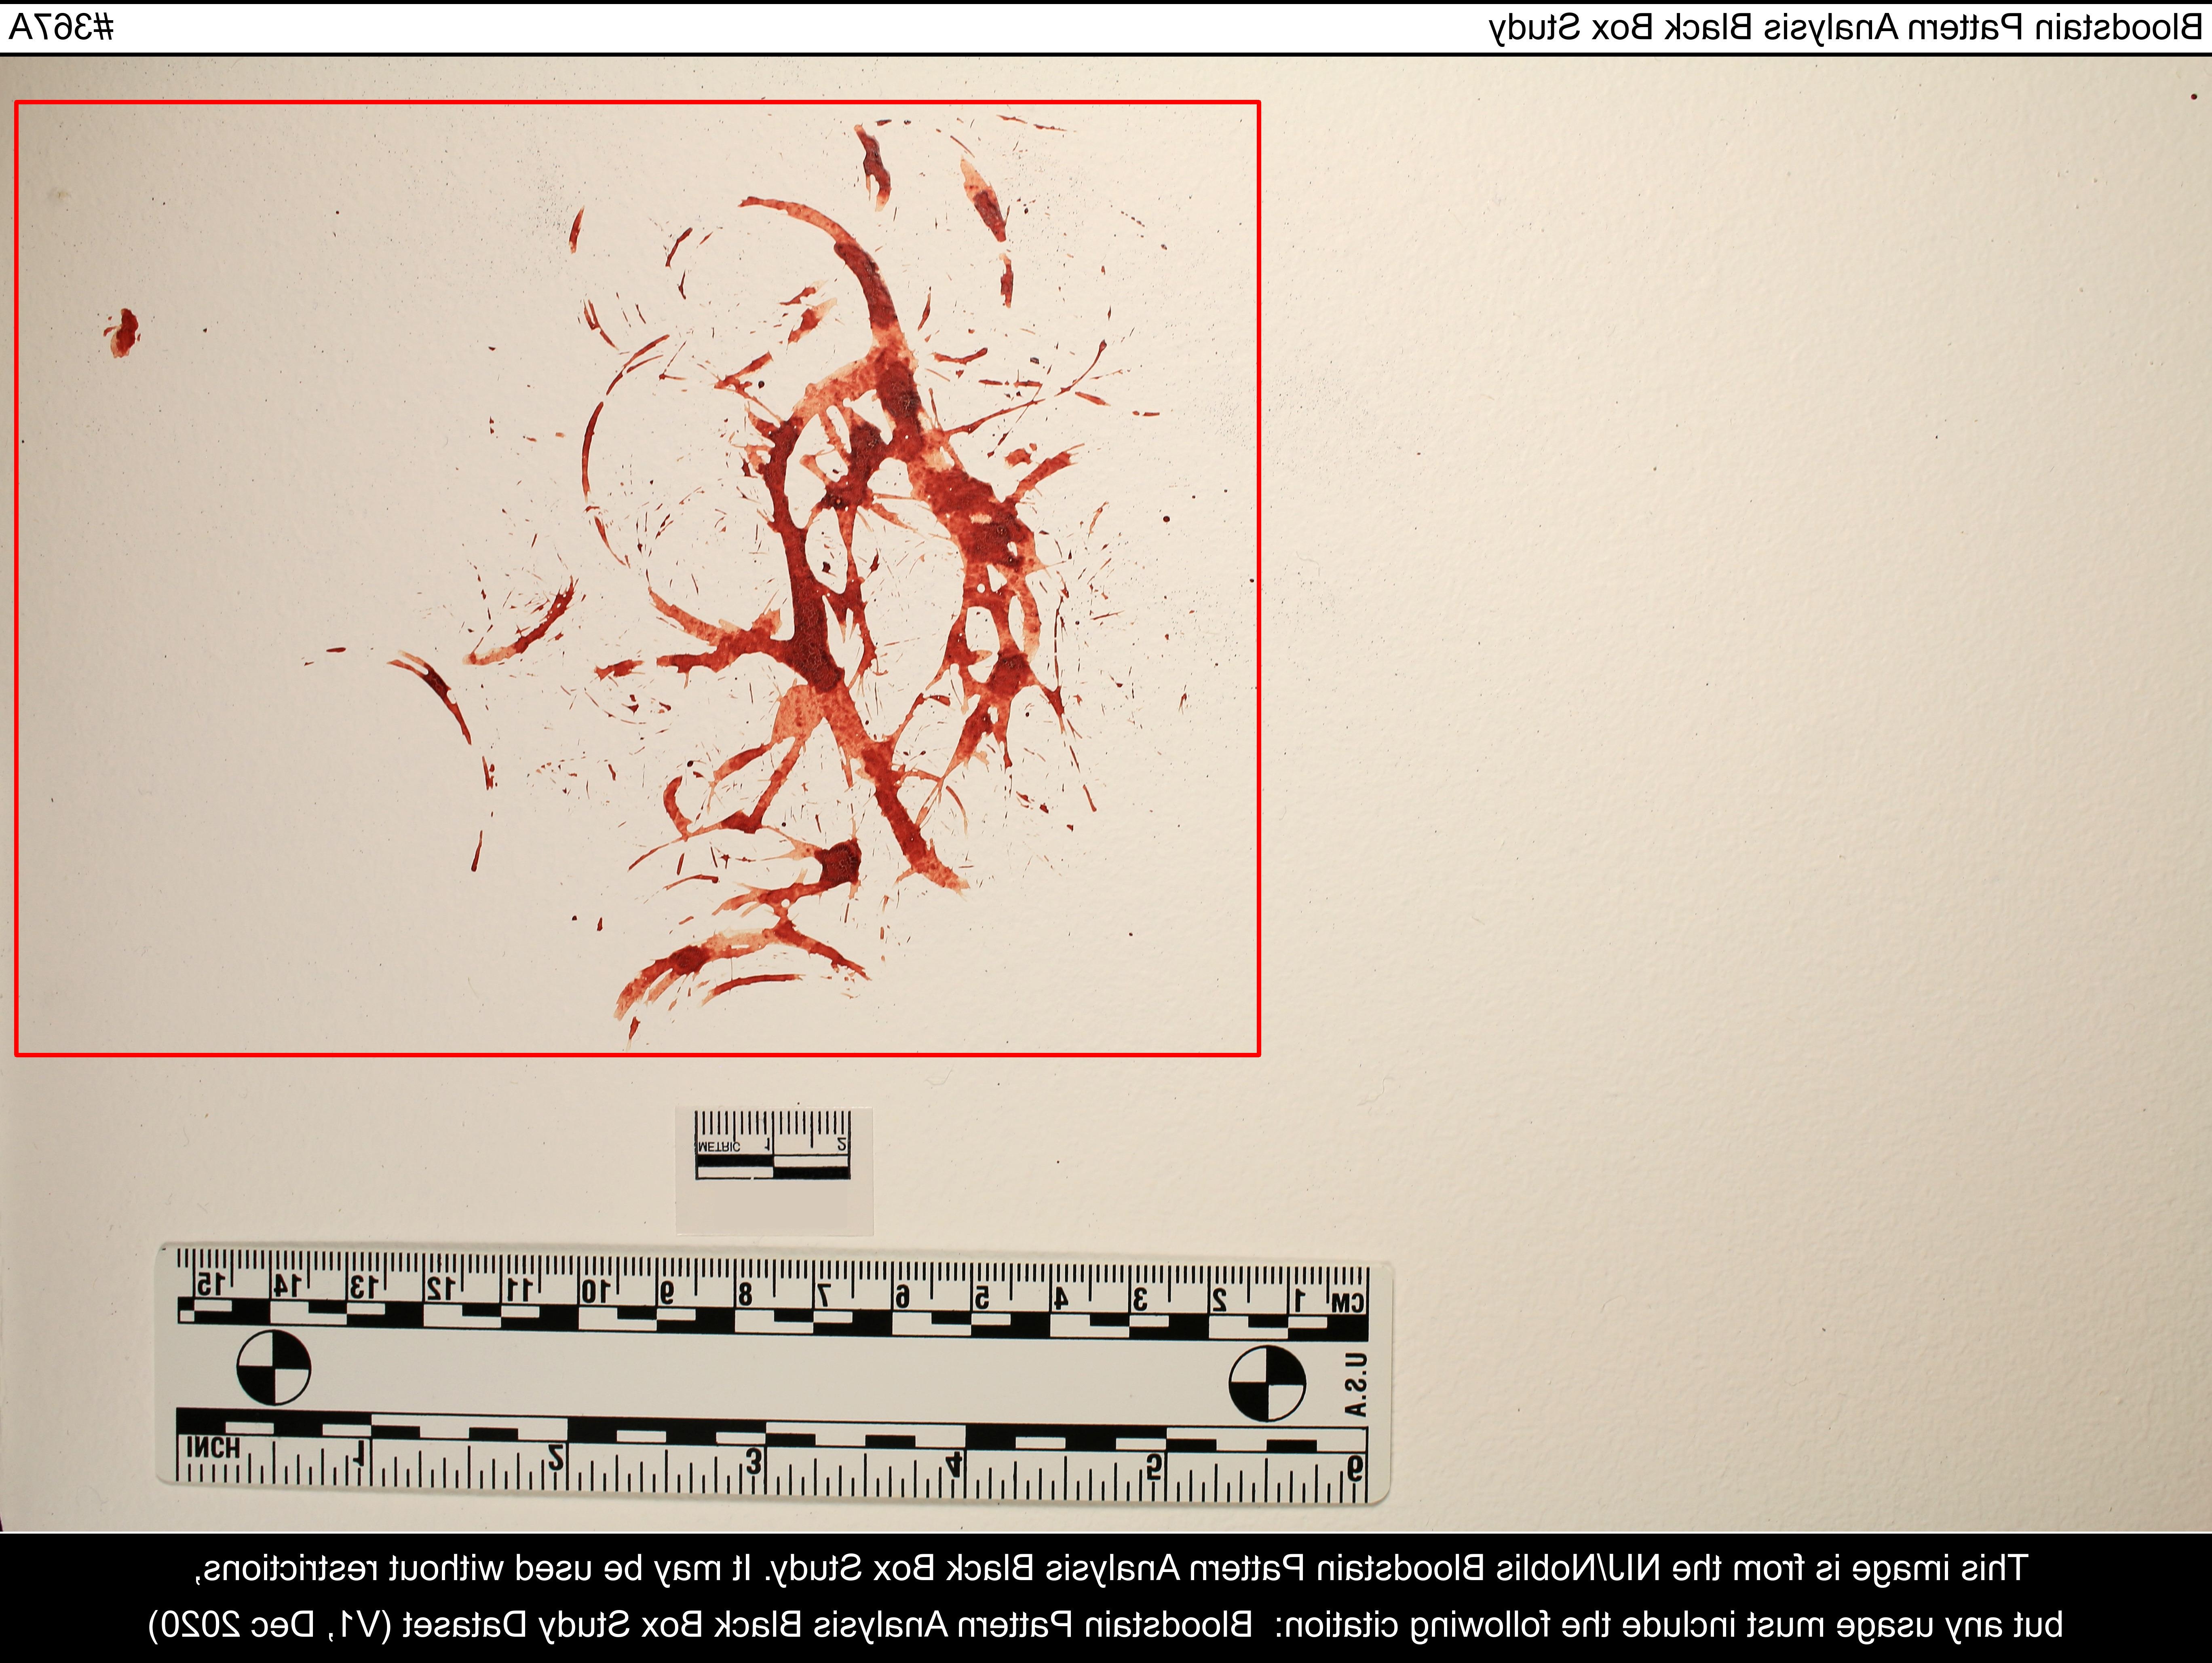 Bloodstain Pattern Analysis Black Box Study #367A
METRIC 1 2
CM 1 2 3 4 5 6 7 8 9 10 11 12 13 14 15
U.S.A
INCH 1 2 3 4 5 6
This image is from the NIJ/Noblis Bloodstain Pattern Analysis Black Box Study. It may be used without restrictions,
but any usage must include the following citation: Bloodstain Pattern Analysis Black Box Study Dataset (V1, Dec 2020)